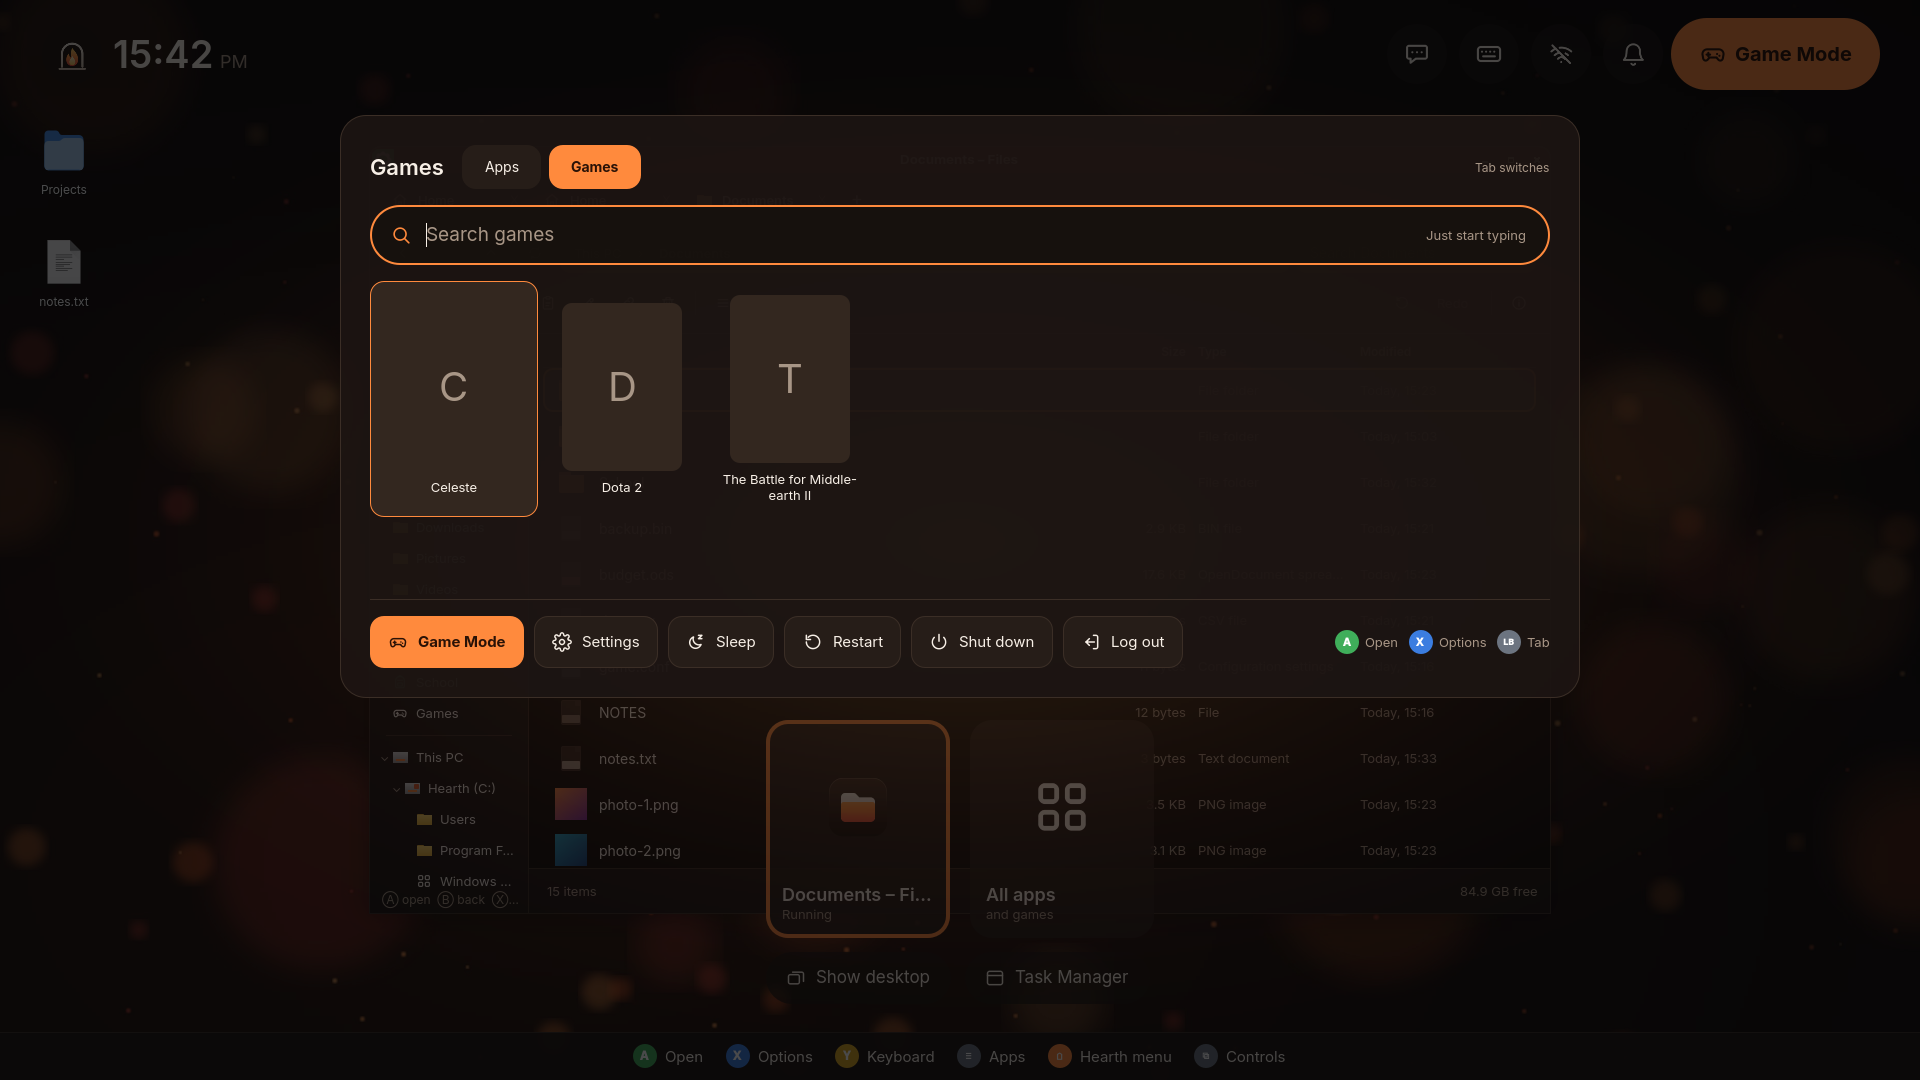 15:42 PM
Game Mode
Projects
notes.txt
Games
Apps
Games
Tab switches
Search games
Just start typing
C
Celeste
D
Dota 2
T
The Battle for Middle-
earth II
Game Mode
Settings
Sleep
Restart
Shut down
Log out
A Open
X Options
LB Tab
Games
NOTES
12 bytes
File
Today, 15:16
This PC
notes.txt
bytes
Text document
Today, 15:33
Hearth (C:)
photo-1.png
.5 KB
PNG image
Today, 15:23
Users
Program F...
photo-2.png
PNG image
Today, 15:23
Windows ...
A open B back X...
15 items
84.9 GB free
Documents – Fi...
Running
All apps
and games
Show desktop
Task Manager
A Open
X Options
Y Keyboard
Apps
Hearth menu
Controls